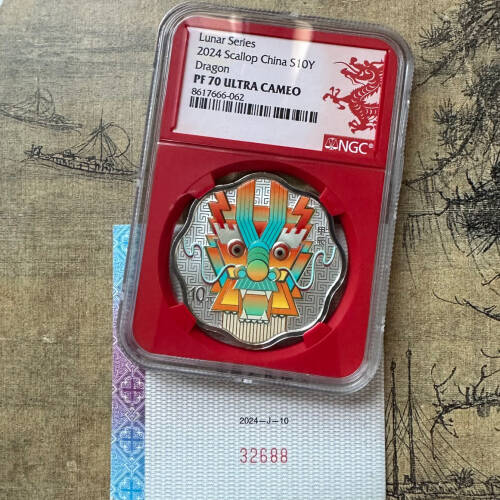 Lunar Series
2024 Scallop China S10Y
Dragon
PF 70 ULTRA CAMEO
8617666-062
NGC®
10
2024-J-10
32688